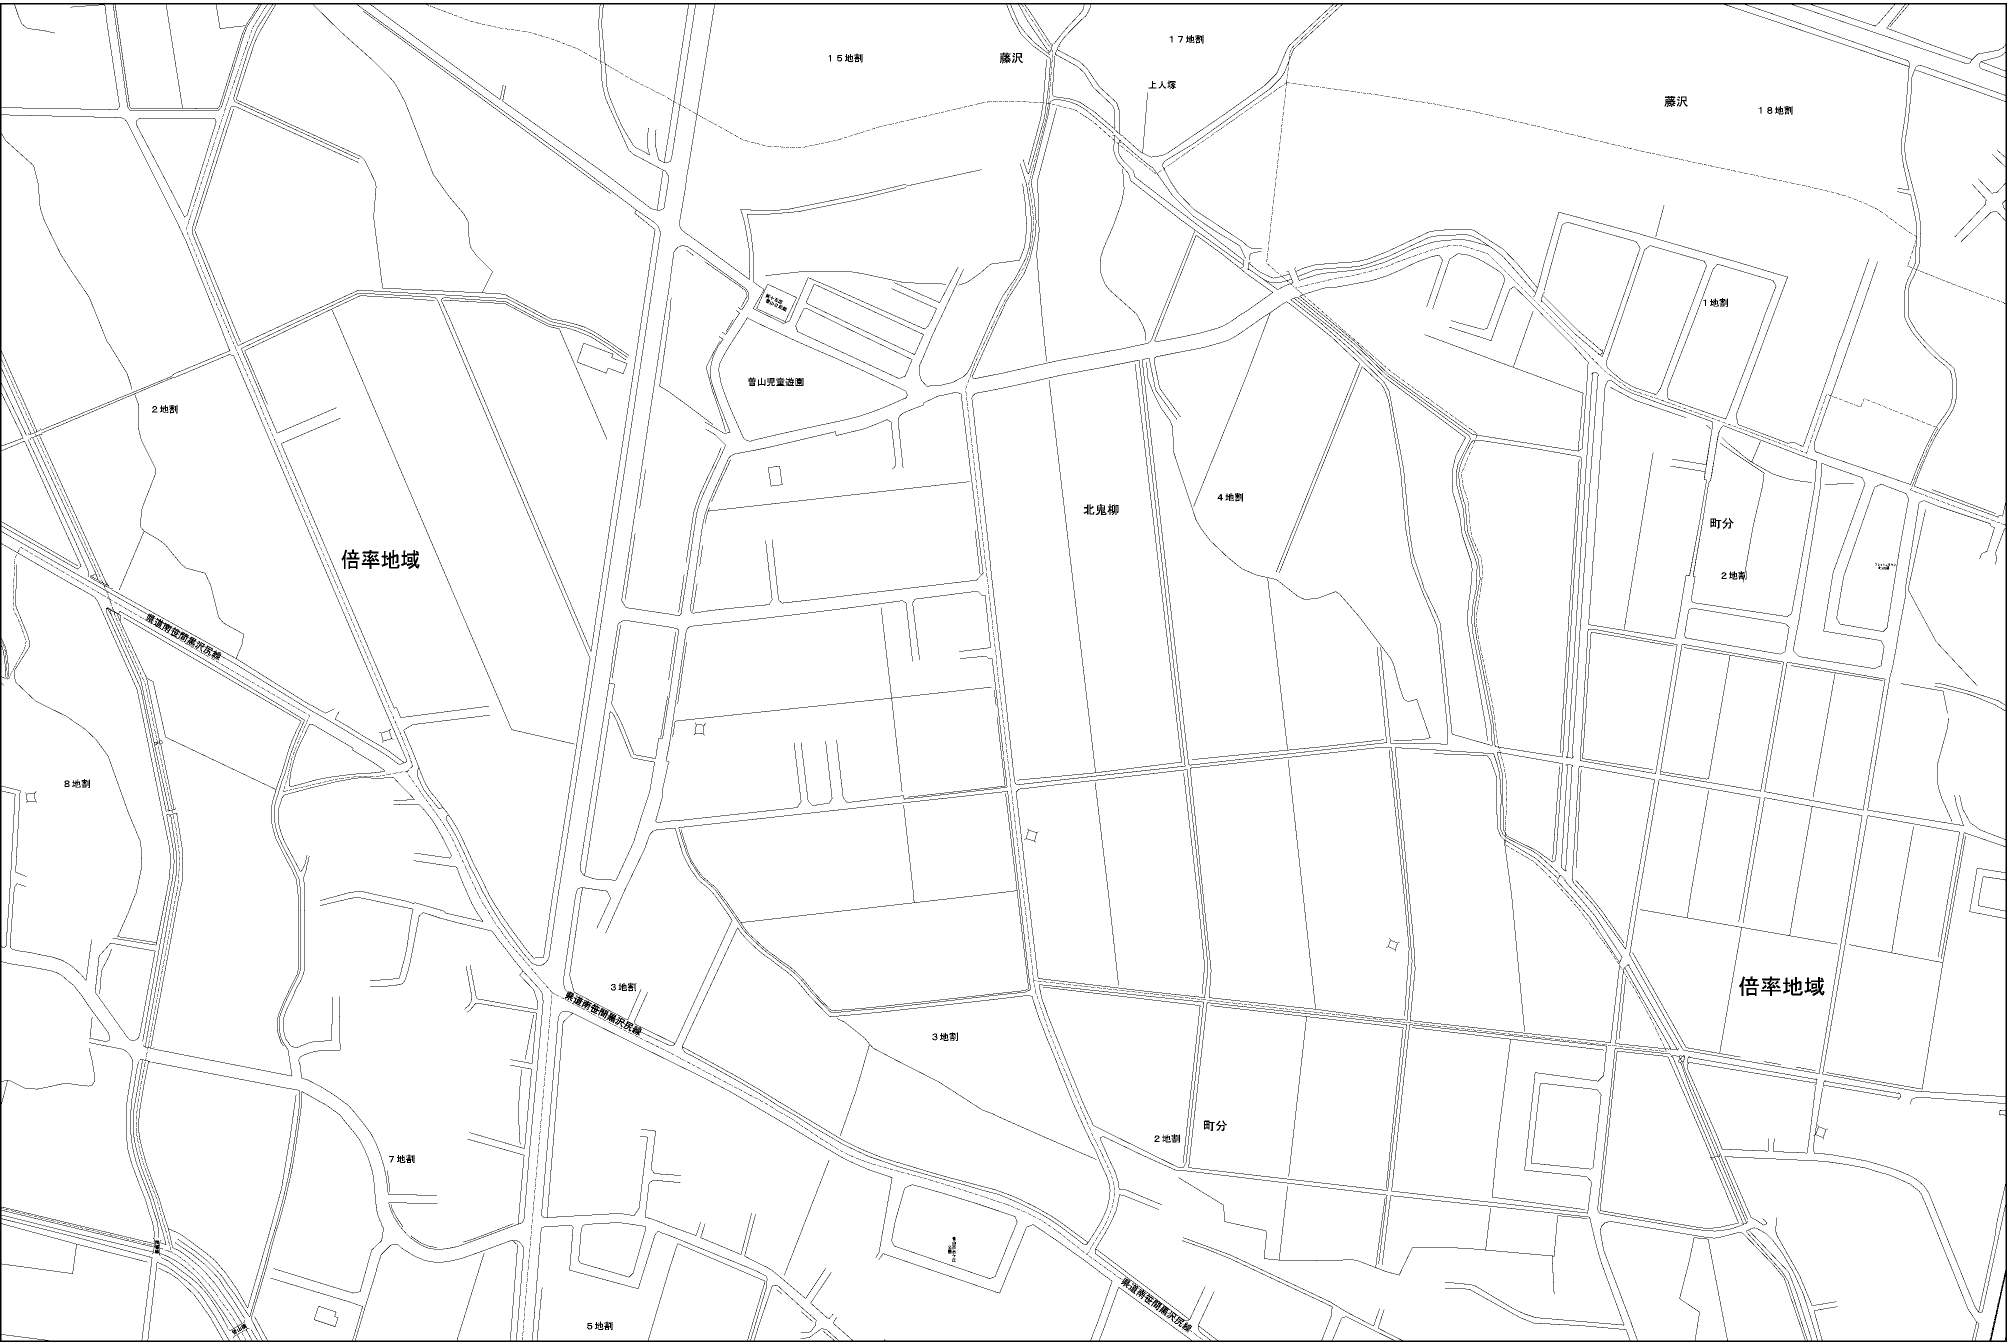 17地割
15地割
藤沢
上人塚
藤沢
18地割
1地割
曽山児童遊園
2地割
4地割
北鬼柳
町分
倍率地域
2地割
県道南笹間黒沢尻線
8地割
3地割
倍率地域
県道南笹間黒沢尻線
3地割
町分
2地割
7地割
県道南笹間黒沢尻線
5地割